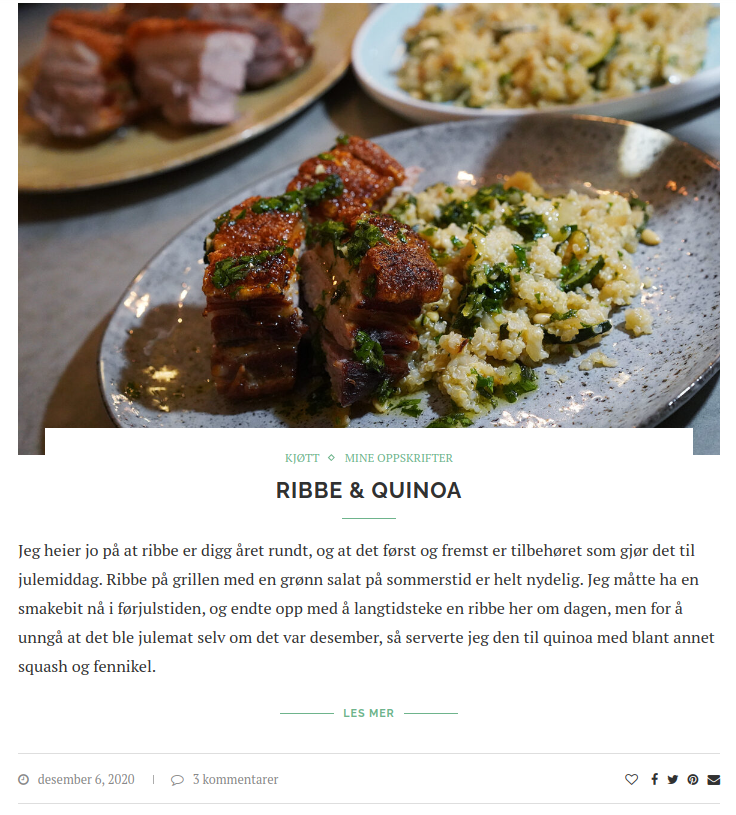 KJØTT ◇ MINE OPPSKRIFTER
RIBBE & QUINOA
Jeg heier jo på at ribbe er digg året rundt, og at det først og fremst er tilbehøret som gjør det til
julemiddag. Ribbe på grillen med en grønn salat på sommerstid er helt nydelig. Jeg måtte ha en
smakebit nå i førjulstiden, og endte opp med å langtidsteke en ribbe her om dagen, men for å
unngå at det ble julemat selv om det var desember, så serverte jeg den til quinoa med blant annet
squash og fennikel.
LES MER
desember 6, 2020 | 3 kommentarer